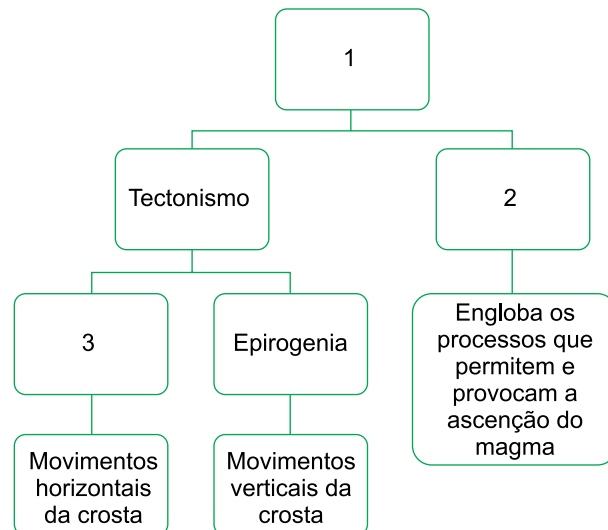 1
Tectonismo
2
3
Epirogenia
Engloba os
processos que
permitem e
provocam a
ascenção do
magma
Movimentos
horizontais
da crosta
Movimentos
verticais da
crosta